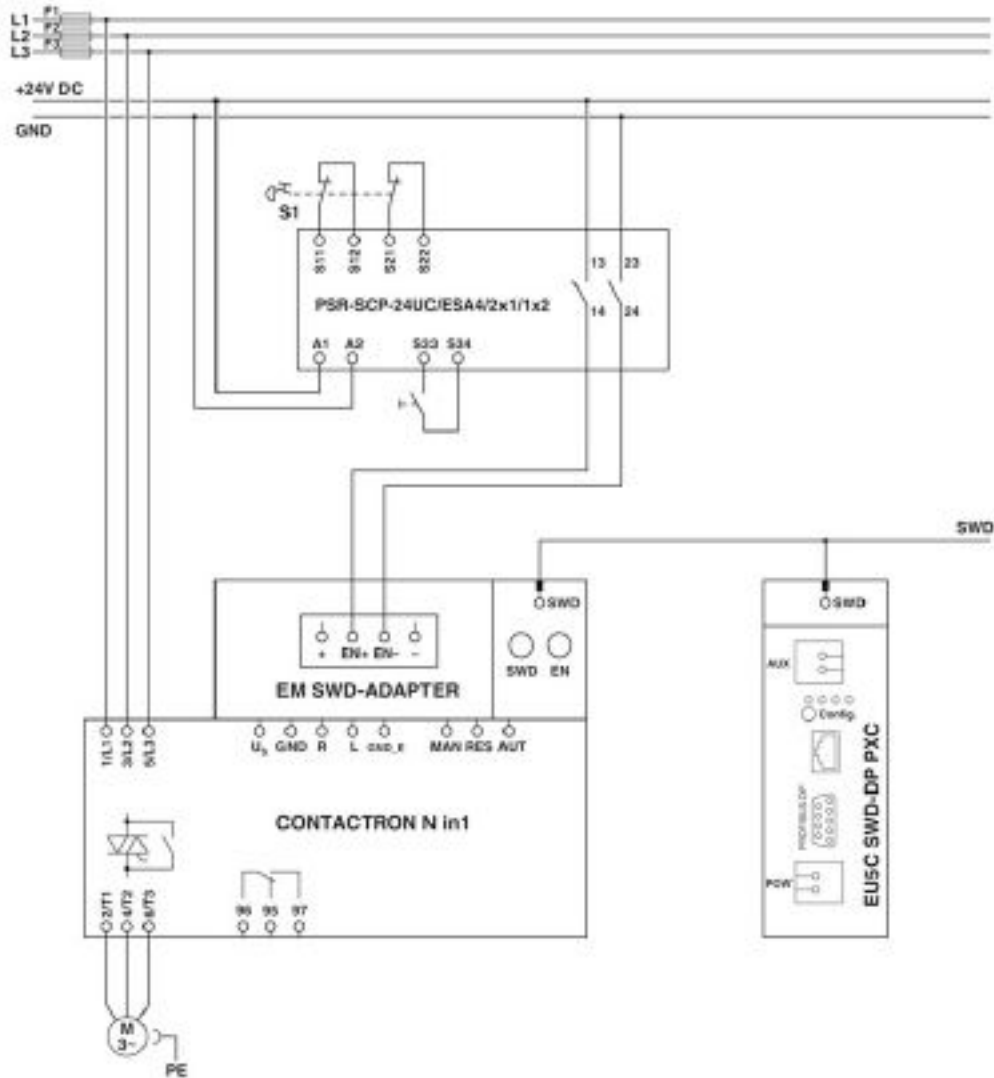 L1 F1
L2 F2
L3 F3
+24V DC
GND
S1
S11 S12 S21 S22
13 23
PSR-SCP-24UC/ESA4/2x1/1x2
14 24
A1 A2 S33 S34
SWD
SWD
SWD
+ EN+ EN- -
SWD EN
EM SWD-ADAPTER
AUX
Config.
PROFIBUS DP
POW
EU5C SWD-DP PXC
1/L1 3/L2 5/L3
Us GND R L GND_E MAN RES AUT
CONTACTRON N in1
96 95 97
2/T1 4/T2 6/T3
M
3~
PE